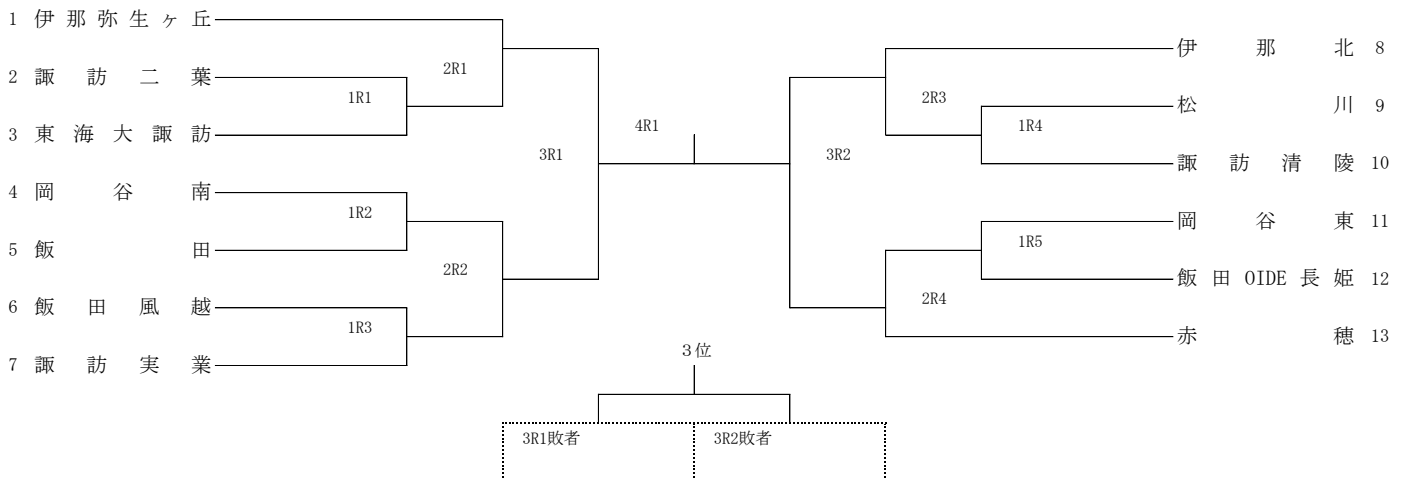 1 伊那弥生ヶ丘
2 諏訪二葉
3 東海大諏訪
4 岡谷南
5 飯田
6 飯田風越
7 諏訪実業
1R1
1R2
1R3
2R1
2R2
3R1
4R1
3R2
2R3
2R4
1R4
1R5
伊那北 8
松川 9
諏訪清陵 10
岡谷東 11
飯田OIDE長姫 12
赤穂 13
３位
3R1敗者
3R2敗者